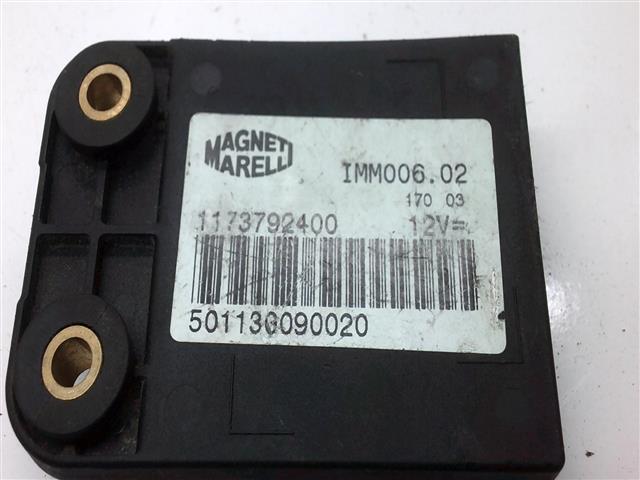 MAGNETI
MARELLI
IMM006.02
170 03
1173792400
12V=
501130090020